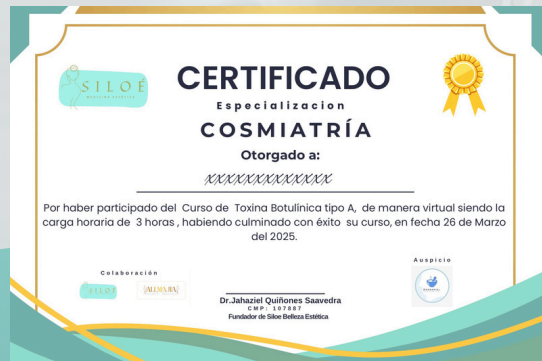 SILOÉ
CERTIFICADO
Especializacion
COSMIATRÍA
Otorgado a:
XXXXXXXXXXXXX
Por haber participado del Curso de Toxina Botulínica tipo A, de manera virtual siendo la
carga horaria de 3 horas , habiendo culminado con éxito su curso, en fecha 26 de Marzo
del 2025.
Colaboración
Auspicio
SILOÉ
Dr.Jahaziel Quiñones Saavedra
CMP: 107887
Fundador de Siloe Belleza Estética